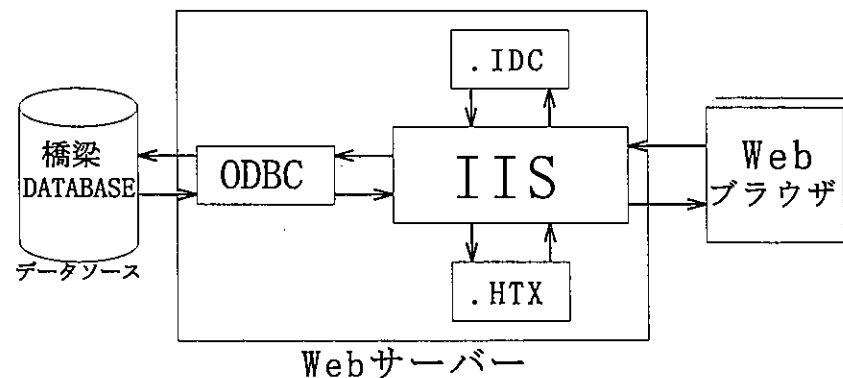 .IDC
橋梁
DATABASE
ODBC
IIS
Web
ブラウザ
データソース
.HTX
Webサーバー